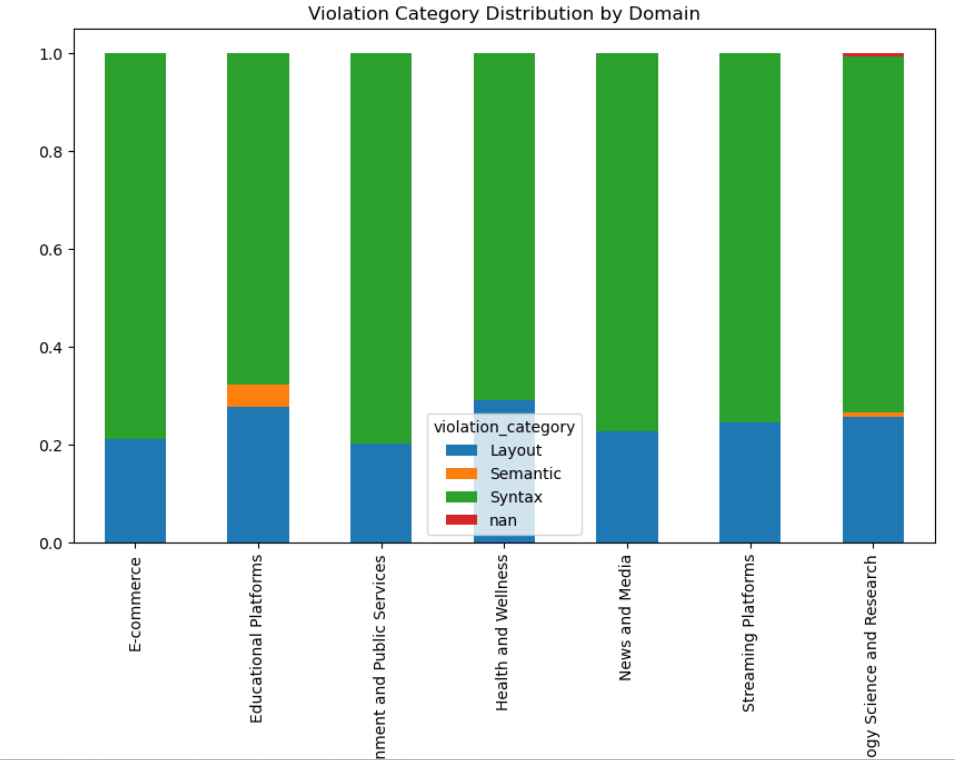 Violation Category Distribution by Domain
1.0
0.8
0.6
0.4
0.2
0.0
violation_category
Layout
Semantic
Syntax
nan
E-commerce
Educational Platforms
nment and Public Services
Health and Wellness
News and Media
Streaming Platforms
ogy Science and Research